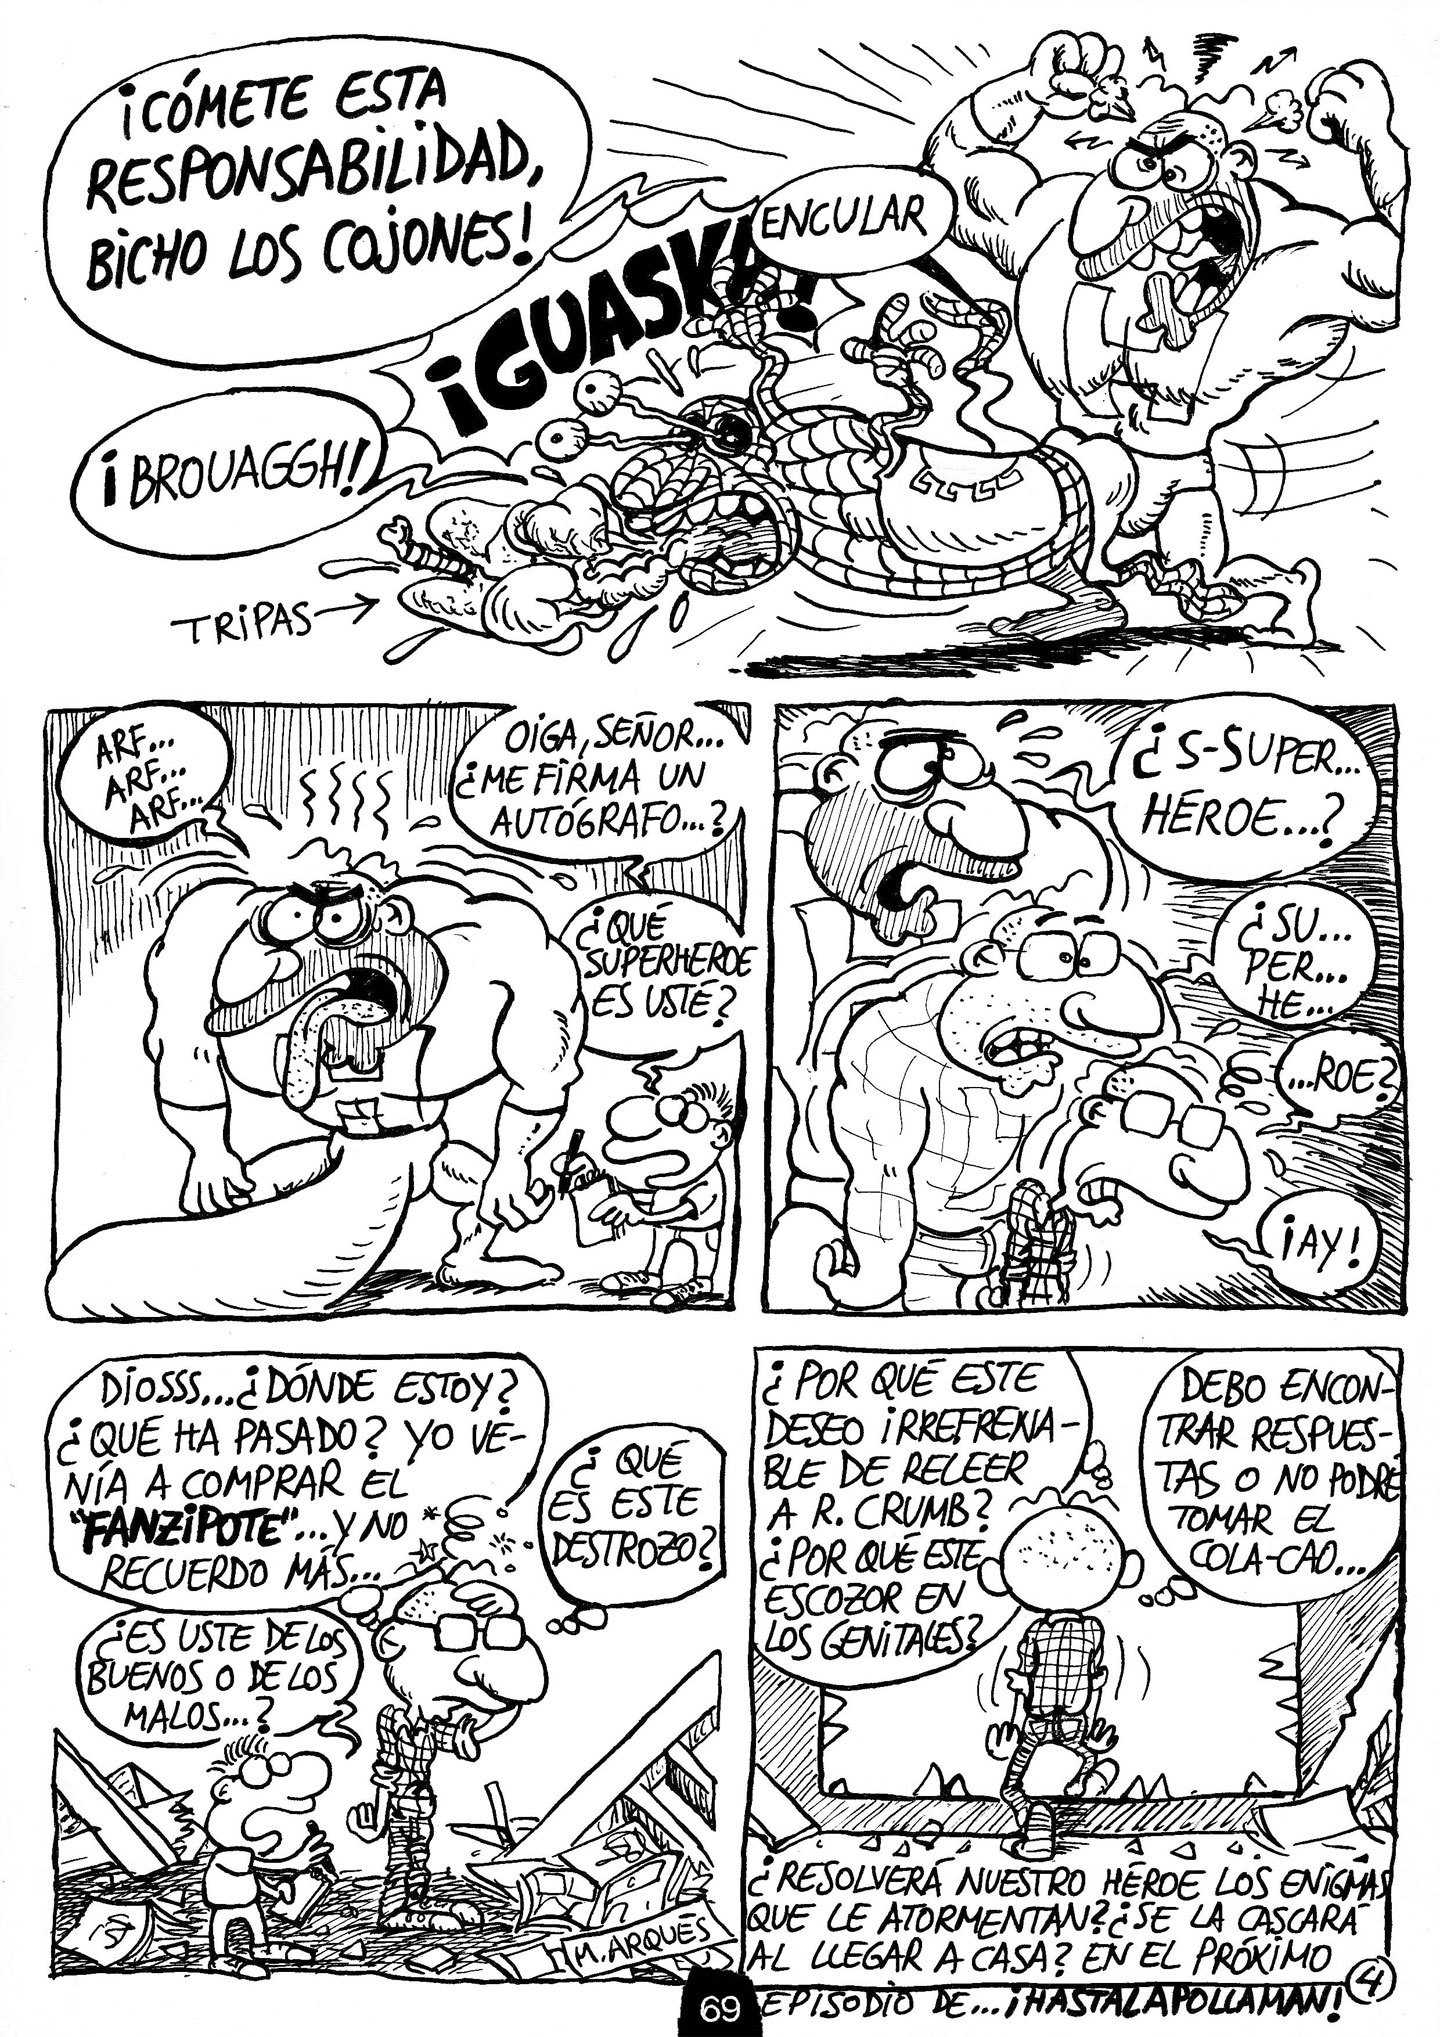 ¡CÓMETE ESTA
RESPONSABILIDAD,
BICHO LOS COJONES!
ENCULAR
¡GUASKA!
¡BROUAGGH!
TRIPAS
ARF...
ARF...
ARF...
OIGA, SEÑOR...
¿ME FIRMA UN
AUTÓGRAFO...?
¿QUÉ
SUPERHEROE
ES USTÉ?
¿S-SUPER...
HÉROE...?
¿SU...
PER...
HE...
...ROE?
¡AY!
DIOSSS...¿DÓNDE ESTOY?
¿QUE HA PASADO? YO VE-
NÍA A COMPRAR EL
"FANZIPOTE"...Y NO
RECUERDO MÁS...
¿QUÉ
ES ESTE
DESTROZO?
¿ES USTE DE LOS
BUENOS O DE LOS
MALOS...?
M. ARQUÉS
¿POR QUÉ ESTE
DESEO IRREFRENA-
BLE DE RELEER
A R. CRUMB?
¿POR QUÉ ESTE
ESCOZOR EN
LOS GENITALES?
DEBO ENCON-
TRAR RESPUES-
TAS O NO PODRÉ
TOMAR EL
COLA-CAO...
¿RESOLVERÁ NUESTRO HÉROE LOS ENIGMAS
QUE LE ATORMENTAN? ¿SE LA CASCARÁ
AL LLEGAR A CASA? EN EL PRÓXIMO
EPISODIO DE... ¡HASTALAPOLLAMAN!
4
69